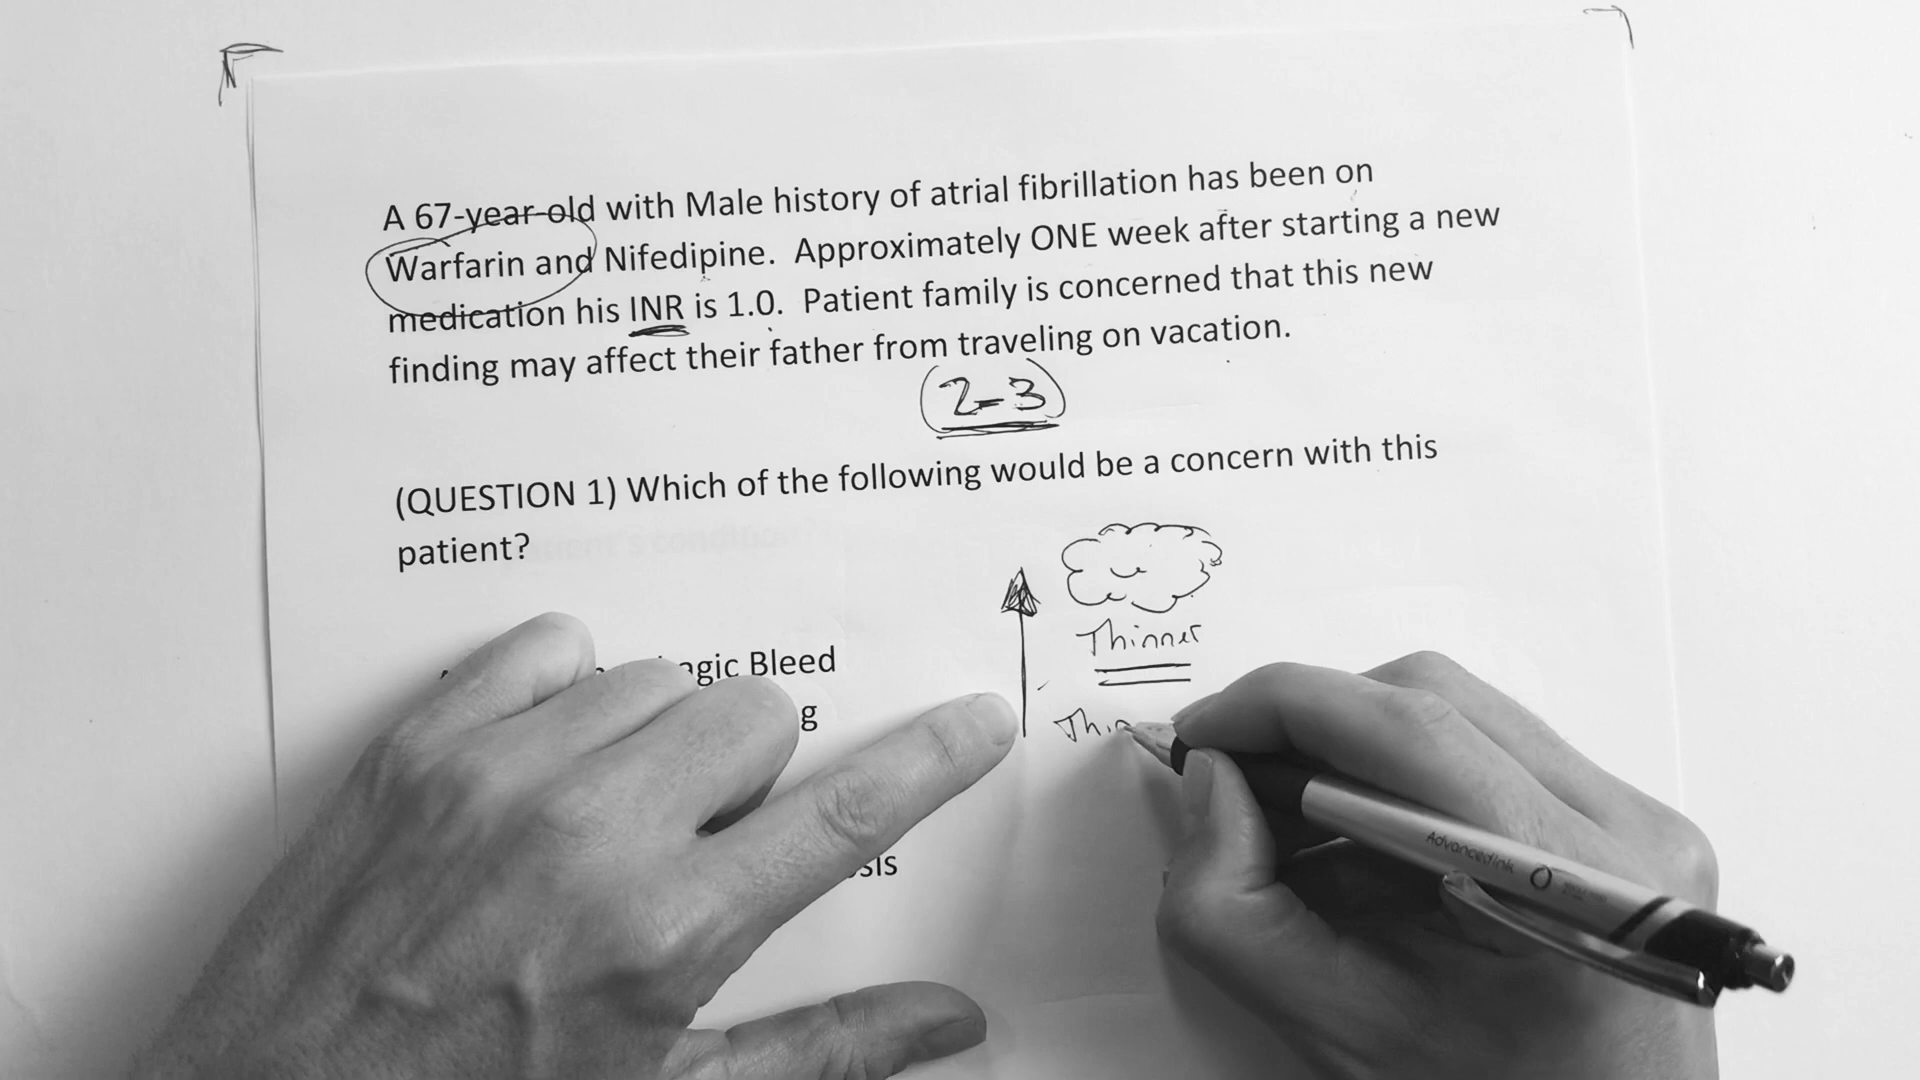 A 67-year-old with Male history of atrial fibrillation has been on
Warfarin and Nifedipine. Approximately ONE week after starting a new
medication his INR is 1.0. Patient family is concerned that this new
finding may affect their father from traveling on vacation.
2-3
(QUESTION 1) Which of the following would be a concern with this
patient?
Thinner
Bleed
AdvancedInk